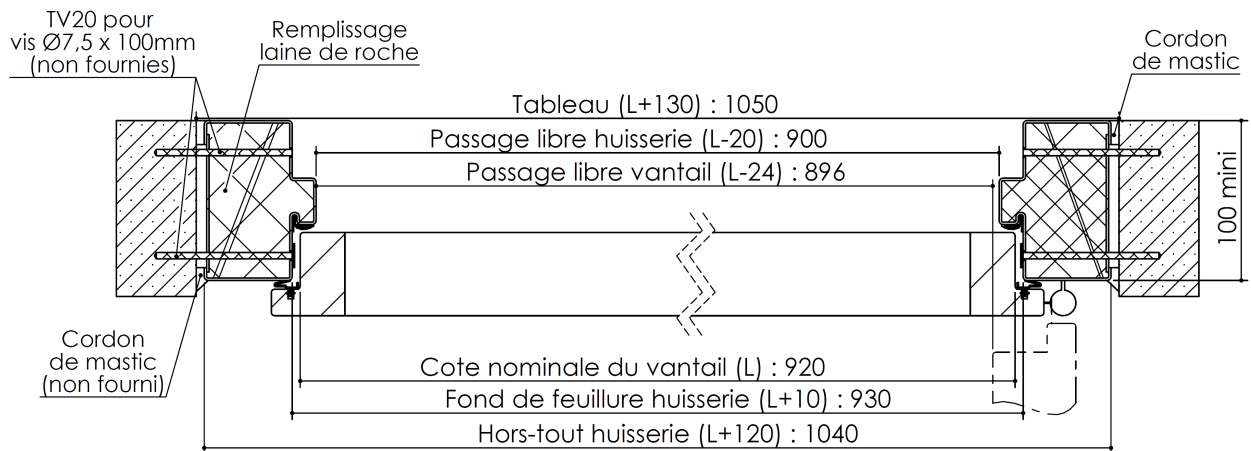 TV20 pour
vis Ø7,5 x 100mm
(non fournies)
Remplissage
laine de roche
Cordon
de mastic
Tableau (L+130) : 1050
Passage libre huisserie (L-20) : 900
Passage libre vantail (L-24) : 896
100 mini
Cordon
de mastic
(non fourni)
Cote nominale du vantail (L) : 920
Fond de feuillure huisserie (L+10) : 930
Hors-tout huisserie (L+120) : 1040